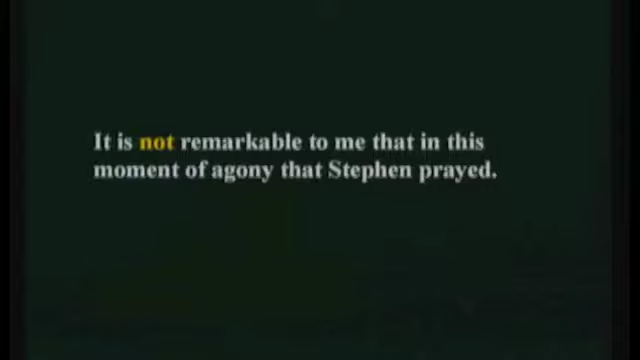 It is not remarkable to me that in this
moment of agony that Stephen prayed.